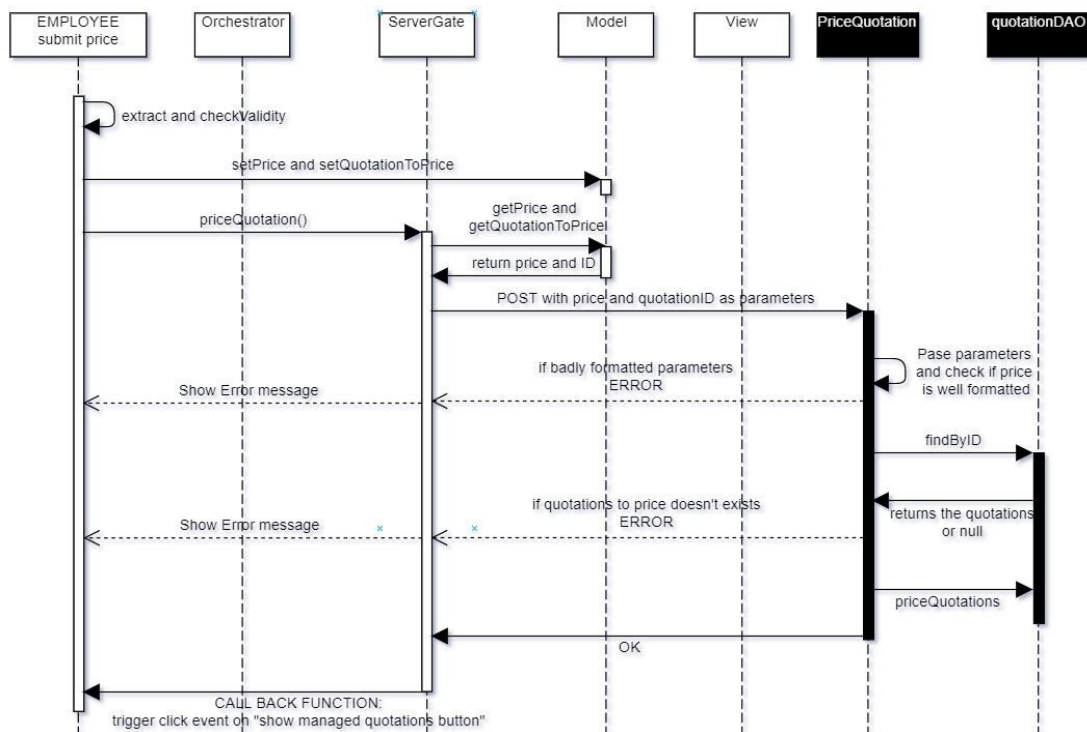 EMPLOYEE
submit price
Orchestrator
ServerGate
Model
View
PriceQuotation
quotationDAO
extract and checkValidity
setPrice and setQuotationToPrice
getPrice and
getQuotationToPrice
priceQuotation()
return price and ID
POST with price and quotationID as parameters
Pase parameters
and check if price
is well formatted
if badly formatted parameters
ERROR
Show Error message
findByID
if quotations to price doesn't exists
ERROR
Show Error message
returns the quotations
or null
priceQuotations
OK
CALL BACK FUNCTION:
trigger click event on "show managed quotations button"